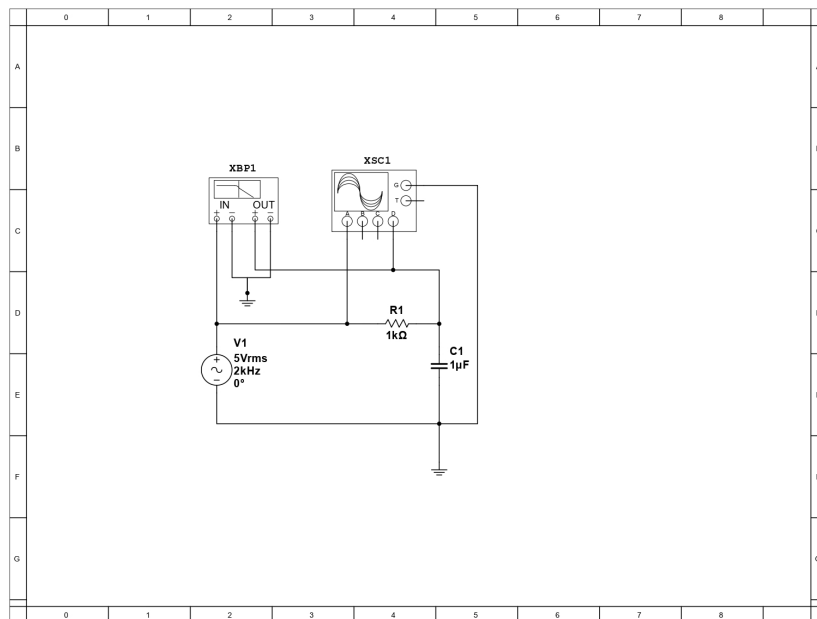 0 1 2 3 4 5 6 7 8
A
B
XBP1 XSC1
IN OUT
+ − + −
G
T
A B C D
C
D
R1
1kΩ
V1
5Vrms
2kHz
0°
C1
1µF
E
F
G
0 1 2 3 4 5 6 7 8